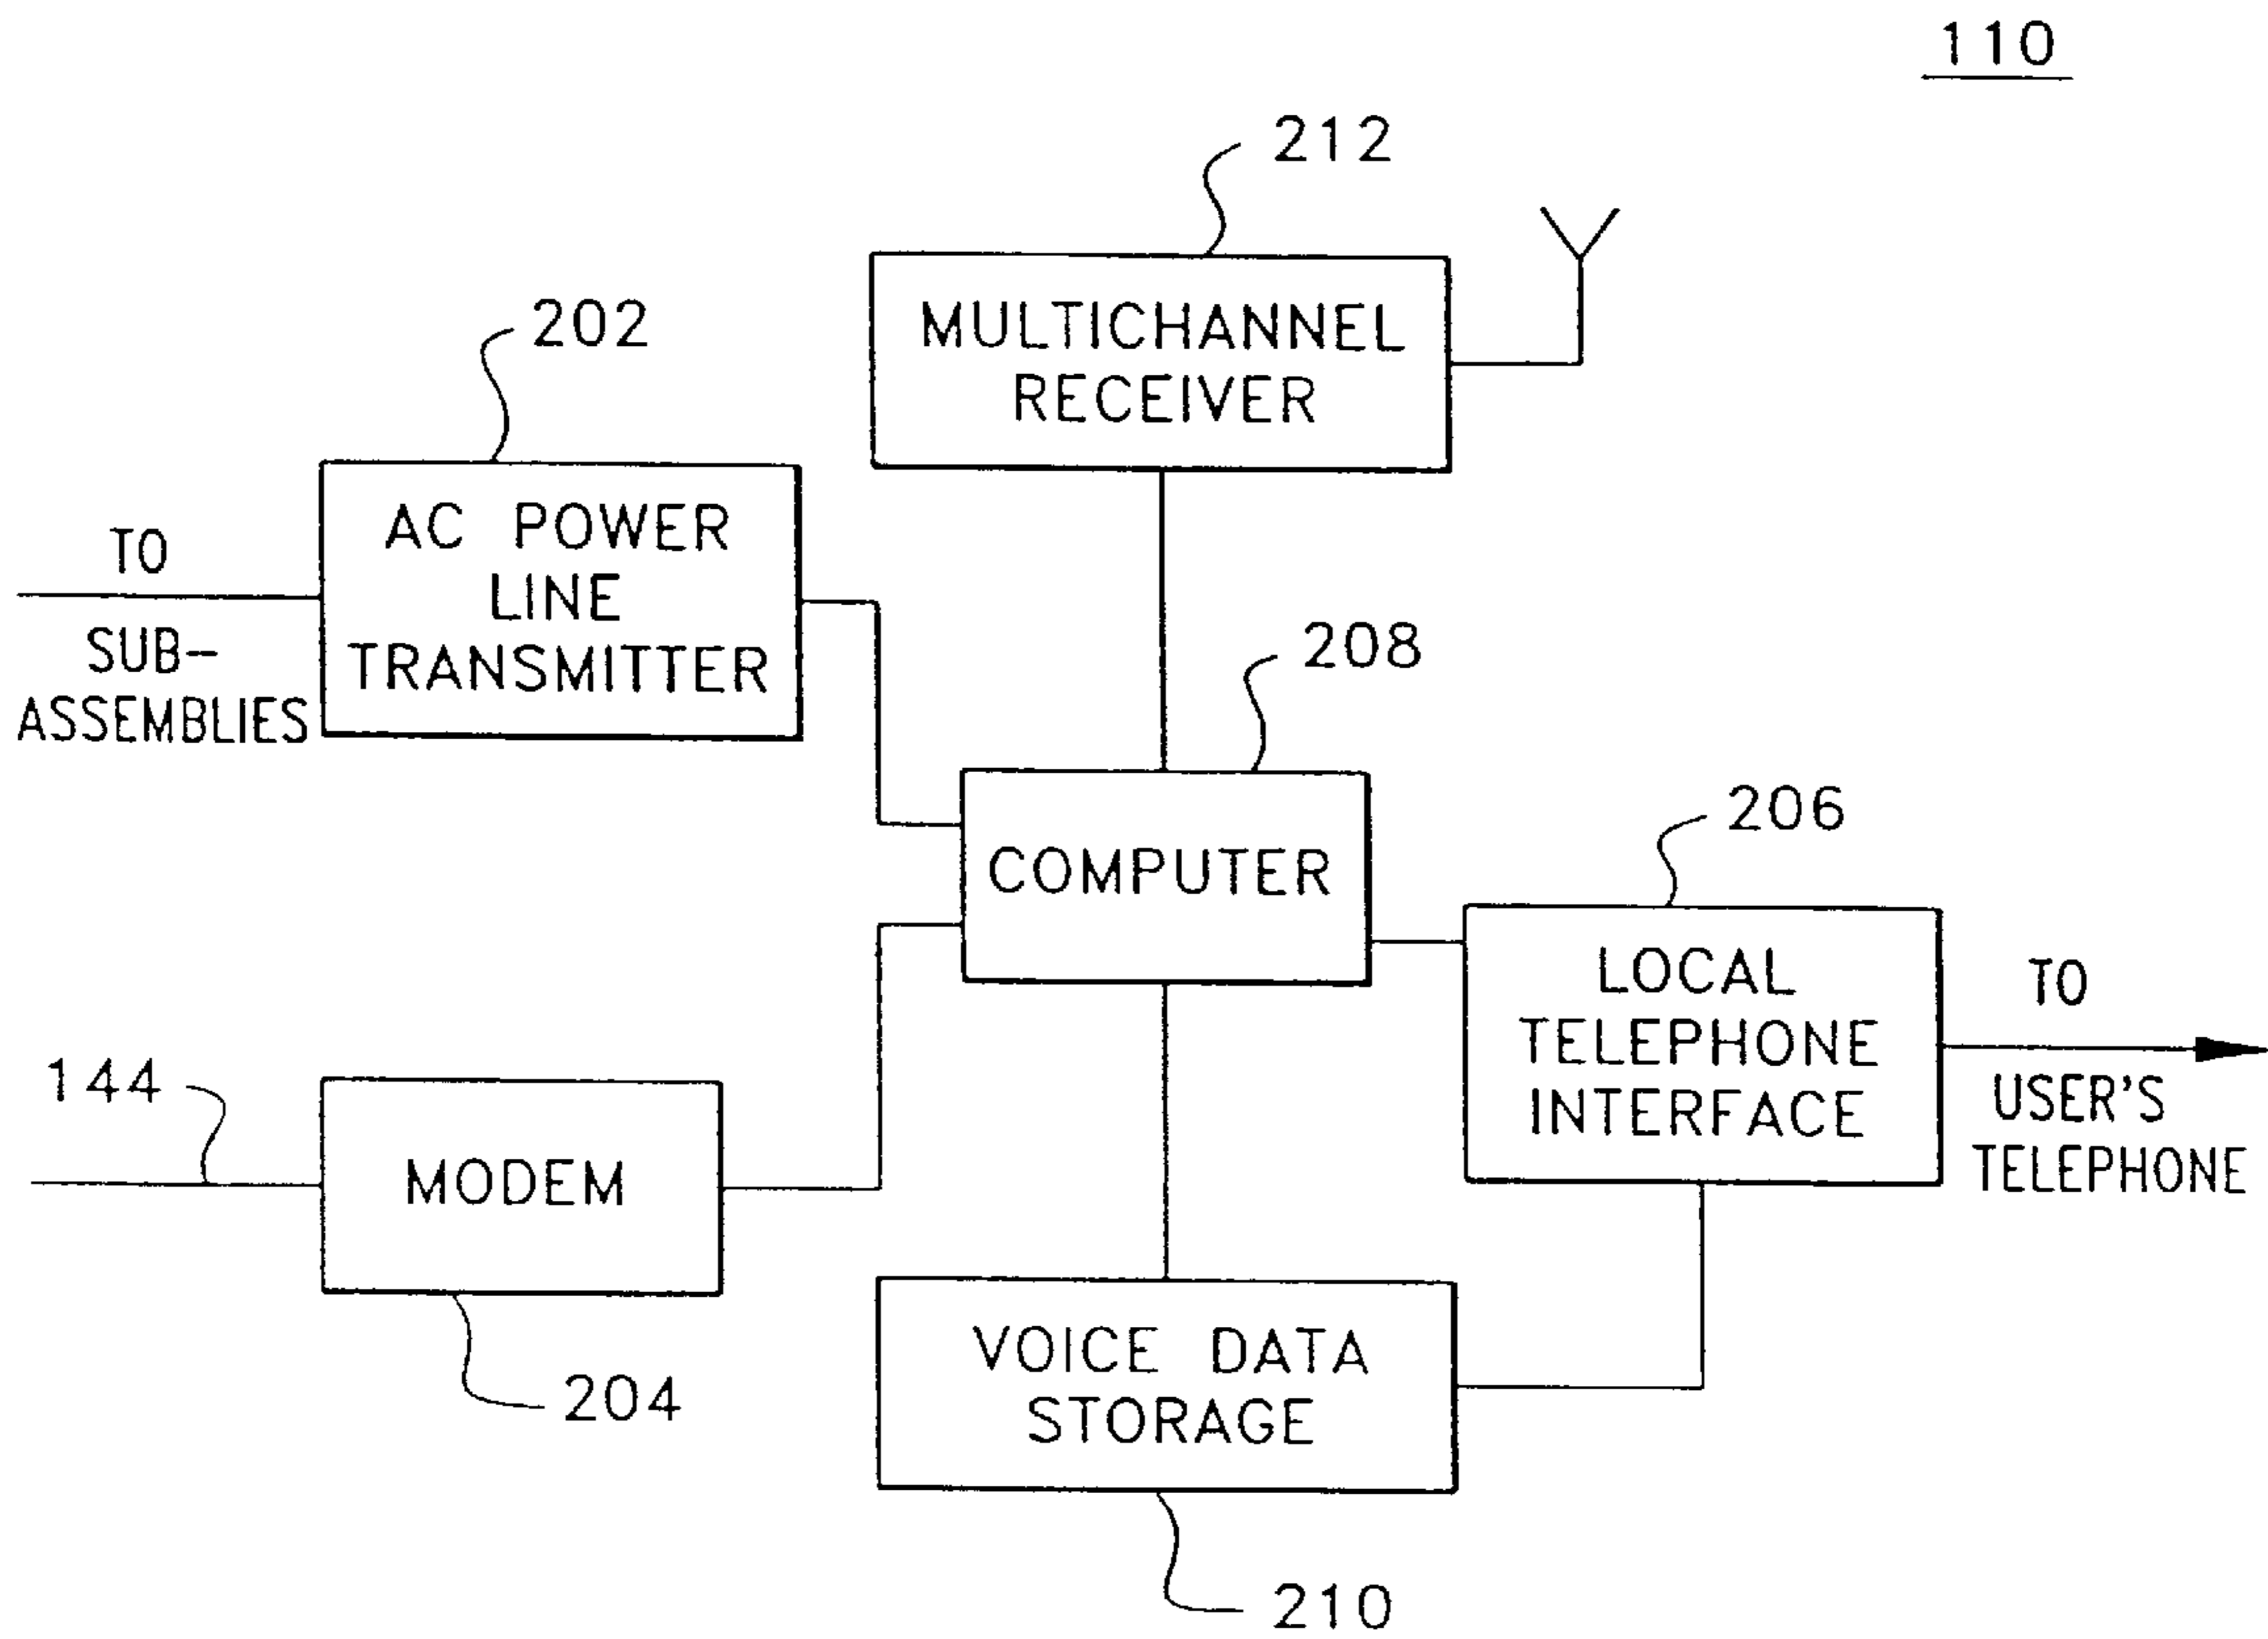 110
212
MULTICHANNEL
RECEIVER
202
AC POWER
LINE
TRANSMITTER
TO
SUB-
ASSEMBLIES
208
COMPUTER
206
LOCAL
TELEPHONE
INTERFACE
TO
USER'S
TELEPHONE
144
MODEM
204
VOICE DATA
STORAGE
210